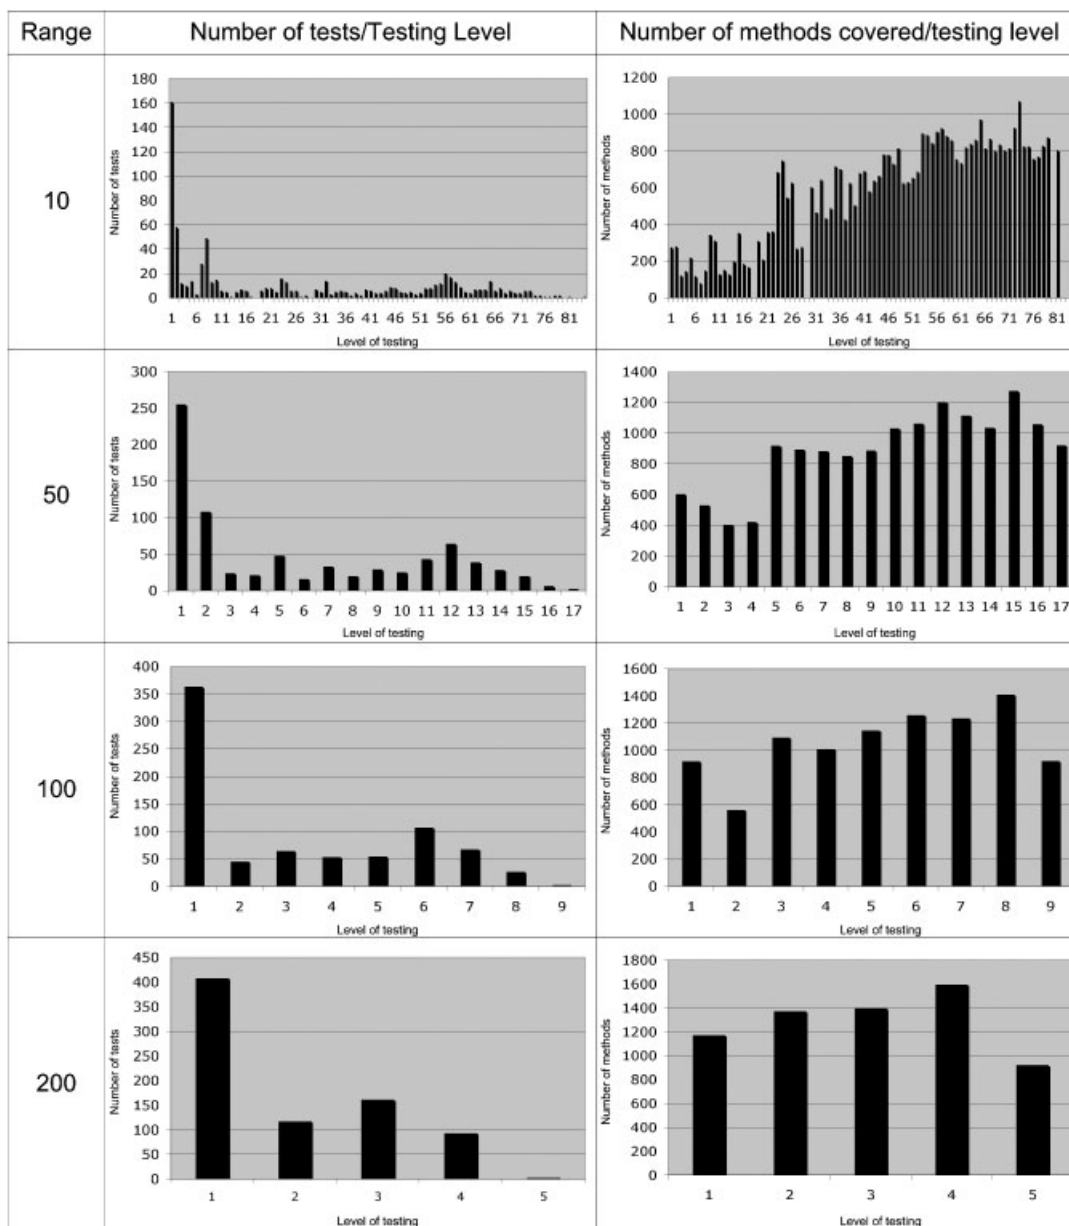 Range Number of tests/Testing Level Number of methods covered/testing level
10
Number of tests
180
160
140
120
100
80
60
40
20
0
1 6 11 16 21 26 31 36 41 46 51 56 61 66 71 76 81
Level of testing
Number of methods
1200
1000
800
600
400
200
0
1 6 11 16 21 26 31 36 41 46 51 56 61 66 71 76 81
Level of testing
50
Number of tests
300
250
200
150
100
50
0
1 2 3 4 5 6 7 8 9 10 11 12 13 14 15 16 17
Level of testing
Number of methods
1400
1200
1000
800
600
400
200
0
1 2 3 4 5 6 7 8 9 10 11 12 13 14 15 16 17
Level of testing
100
Number of tests
400
350
300
250
200
150
100
50
0
1 2 3 4 5 6 7 8 9
Level of testing
Number of methods
1600
1400
1200
1000
800
600
400
200
0
1 2 3 4 5 6 7 8 9
Level of testing
200
Number of tests
450
400
350
300
250
200
150
100
50
0
1 2 3 4 5
Level of testing
Number of methods
1800
1600
1400
1200
1000
800
600
400
200
0
1 2 3 4 5
Level of testing